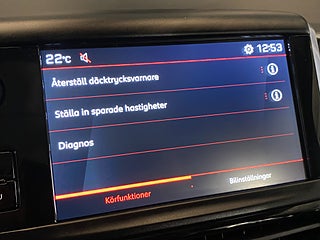 22°C 12:53
Återställ däcktrycksvarnare
Ställa in sparade hastigheter
Diagnos
Körfunktioner Bilinställningar